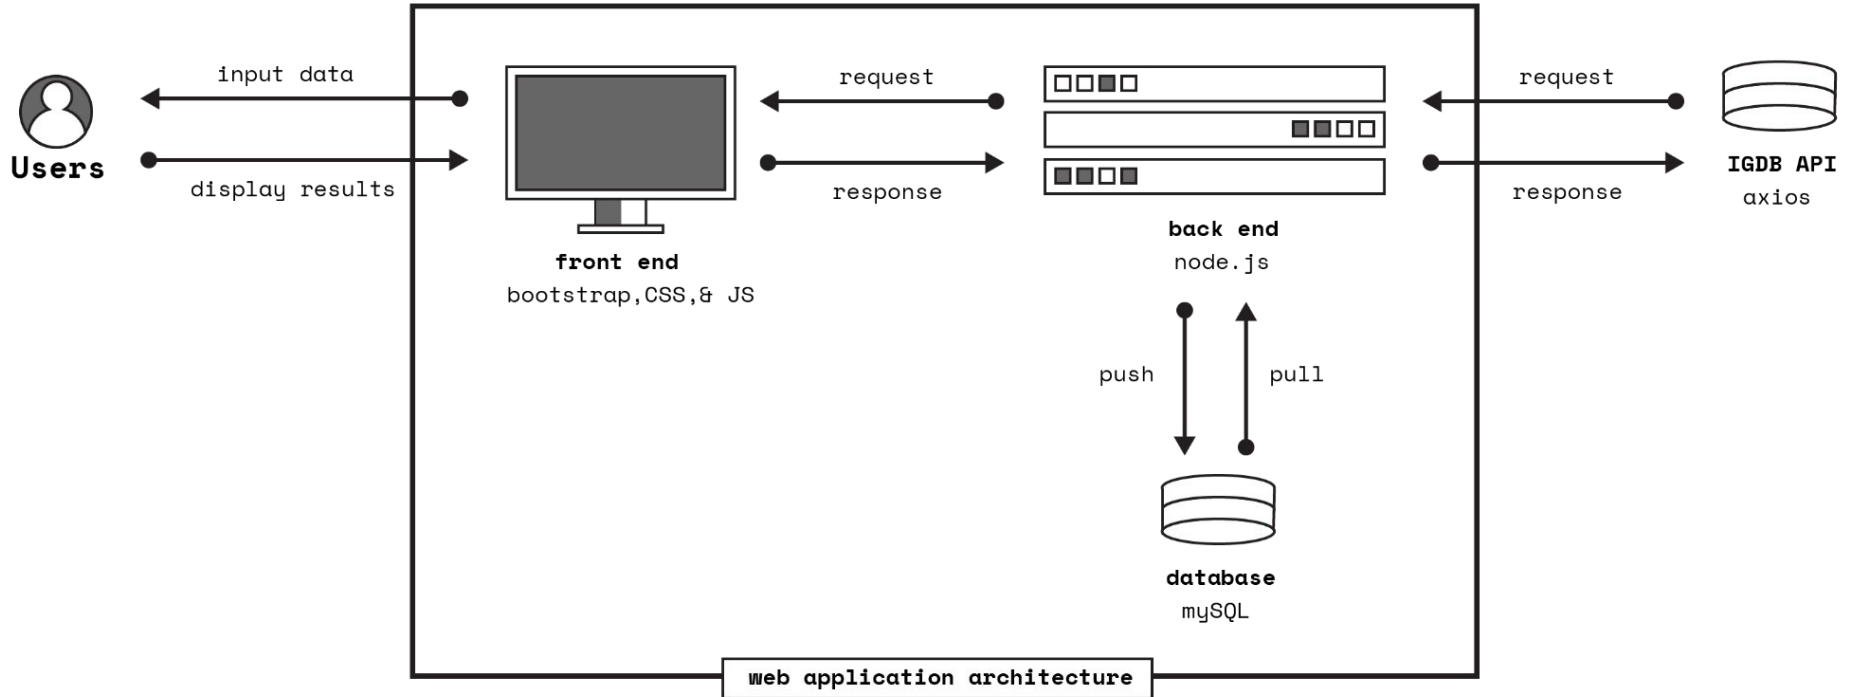 input data
display results
Users
request
response
request
response
IGDB API
axios
front end
bootstrap,CSS,& JS
back end
node.js
push
pull
database
mySQL
web application architecture